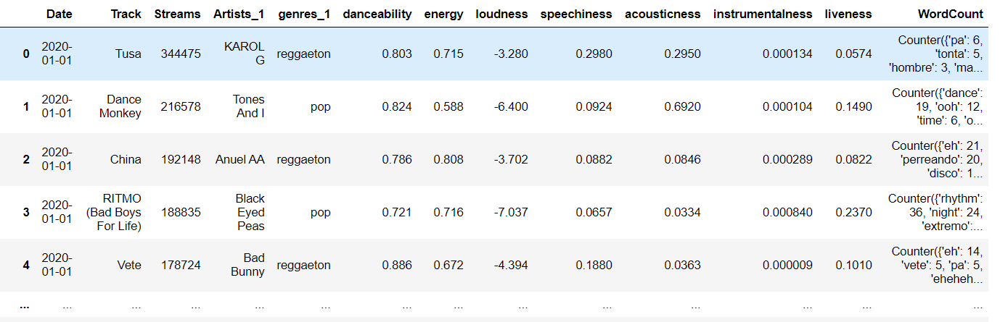 Date Track Streams Artists_1 genres_1 danceability energy loudness speechiness acousticness instrumentalness liveness WordCount
0 2020-01-01 Tusa 344475 KAROL G reggaeton 0.803 0.715 -3.280 0.2980 0.2950 0.000134 0.0574 Counter({'pa': 6, 'tonta': 5, 'hombre': 3, 'ma...
1 2020-01-01 Dance Monkey 216578 Tones And I pop 0.824 0.588 -6.400 0.0924 0.6920 0.000104 0.1490 Counter({'dance': 19, 'ooh': 12, 'time': 6, 'o...
2 2020-01-01 China 192148 Anuel AA reggaeton 0.786 0.808 -3.702 0.0882 0.0846 0.000289 0.0822 Counter({'eh': 21, 'perreando': 20, 'disco': 1...
3 2020-01-01 RITMO (Bad Boys For Life) 188835 Black Eyed Peas pop 0.721 0.716 -7.037 0.0657 0.0334 0.000840 0.2370 Counter({'rhythm': 36, 'night': 24, 'extremo':...
4 2020-01-01 Vete 178724 Bad Bunny reggaeton 0.886 0.672 -4.394 0.1880 0.0363 0.000009 0.1010 Counter({'eh': 14, 'vete': 5, 'pa': 5, 'eheheh...
... ... ... ... ... ... ... ... ... ... ... ... ... ...